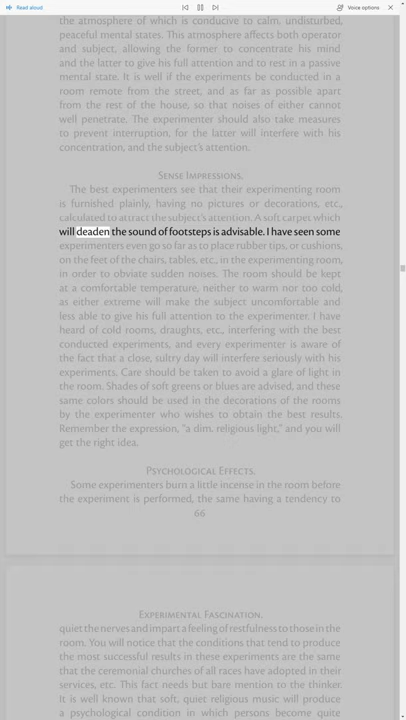 Read aloud
Voice options
the atmosphere of which is conducive to calm, undisturbed,
peaceful mental states. This atmosphere affects both operator
and subject, allowing the former to concentrate his mind
and the latter to give his full attention and to rest in a passive
mental state. It is well if the experiments be conducted in a
room remote from the street, and as far as possible apart
from the rest of the house, so that noises of either cannot
well penetrate. The experimenter should also take measures
to prevent interruption, for the latter will interfere with his
concentration, and the subject's attention.
Sense Impressions.
The best experimenters see that their experimenting room
is furnished plainly, having no pictures or decorations, etc.,
calculated to attract the subject's attention. A soft carpet which
will deaden the sound of footsteps is advisable. I have seen some
experimenters even go so far as to place rubber tips, or cushions,
on the feet of the chairs, tables, etc., in the experimenting room,
in order to obviate sudden noises. The room should be kept
at a comfortable temperature, neither to warm nor too cold,
as either extreme will make the subject uncomfortable and
less able to give his full attention to the experimenter. I have
heard of cold rooms, draughts, etc., interfering with the best
conducted experiments, and every experimenter is aware of
the fact that a close, sultry day will interfere seriously with his
experiments. Care should be taken to avoid a glare of light in
the room. Shades of soft greens or blues are advised, and these
same colors should be used in the decorations of the rooms
by the experimenter who wishes to obtain the best results.
Remember the expression, "a dim. religious light," and you will
get the right idea.
Psychological Effects.
Some experimenters burn a little incense in the room before
the experiment is performed, the same having a tendency to
66
Experimental Fascination.
quiet the nerves and impart a feeling of restfulness to those in the
room. You will notice that the conditions that tend to produce
the most successful results in these experiments are the same
that the ceremonial churches of all races have adopted in their
services, etc. This fact needs but bare mention to the thinker.
It is well known that soft, quiet religious music will produce
a psychological condition in which persons become quite